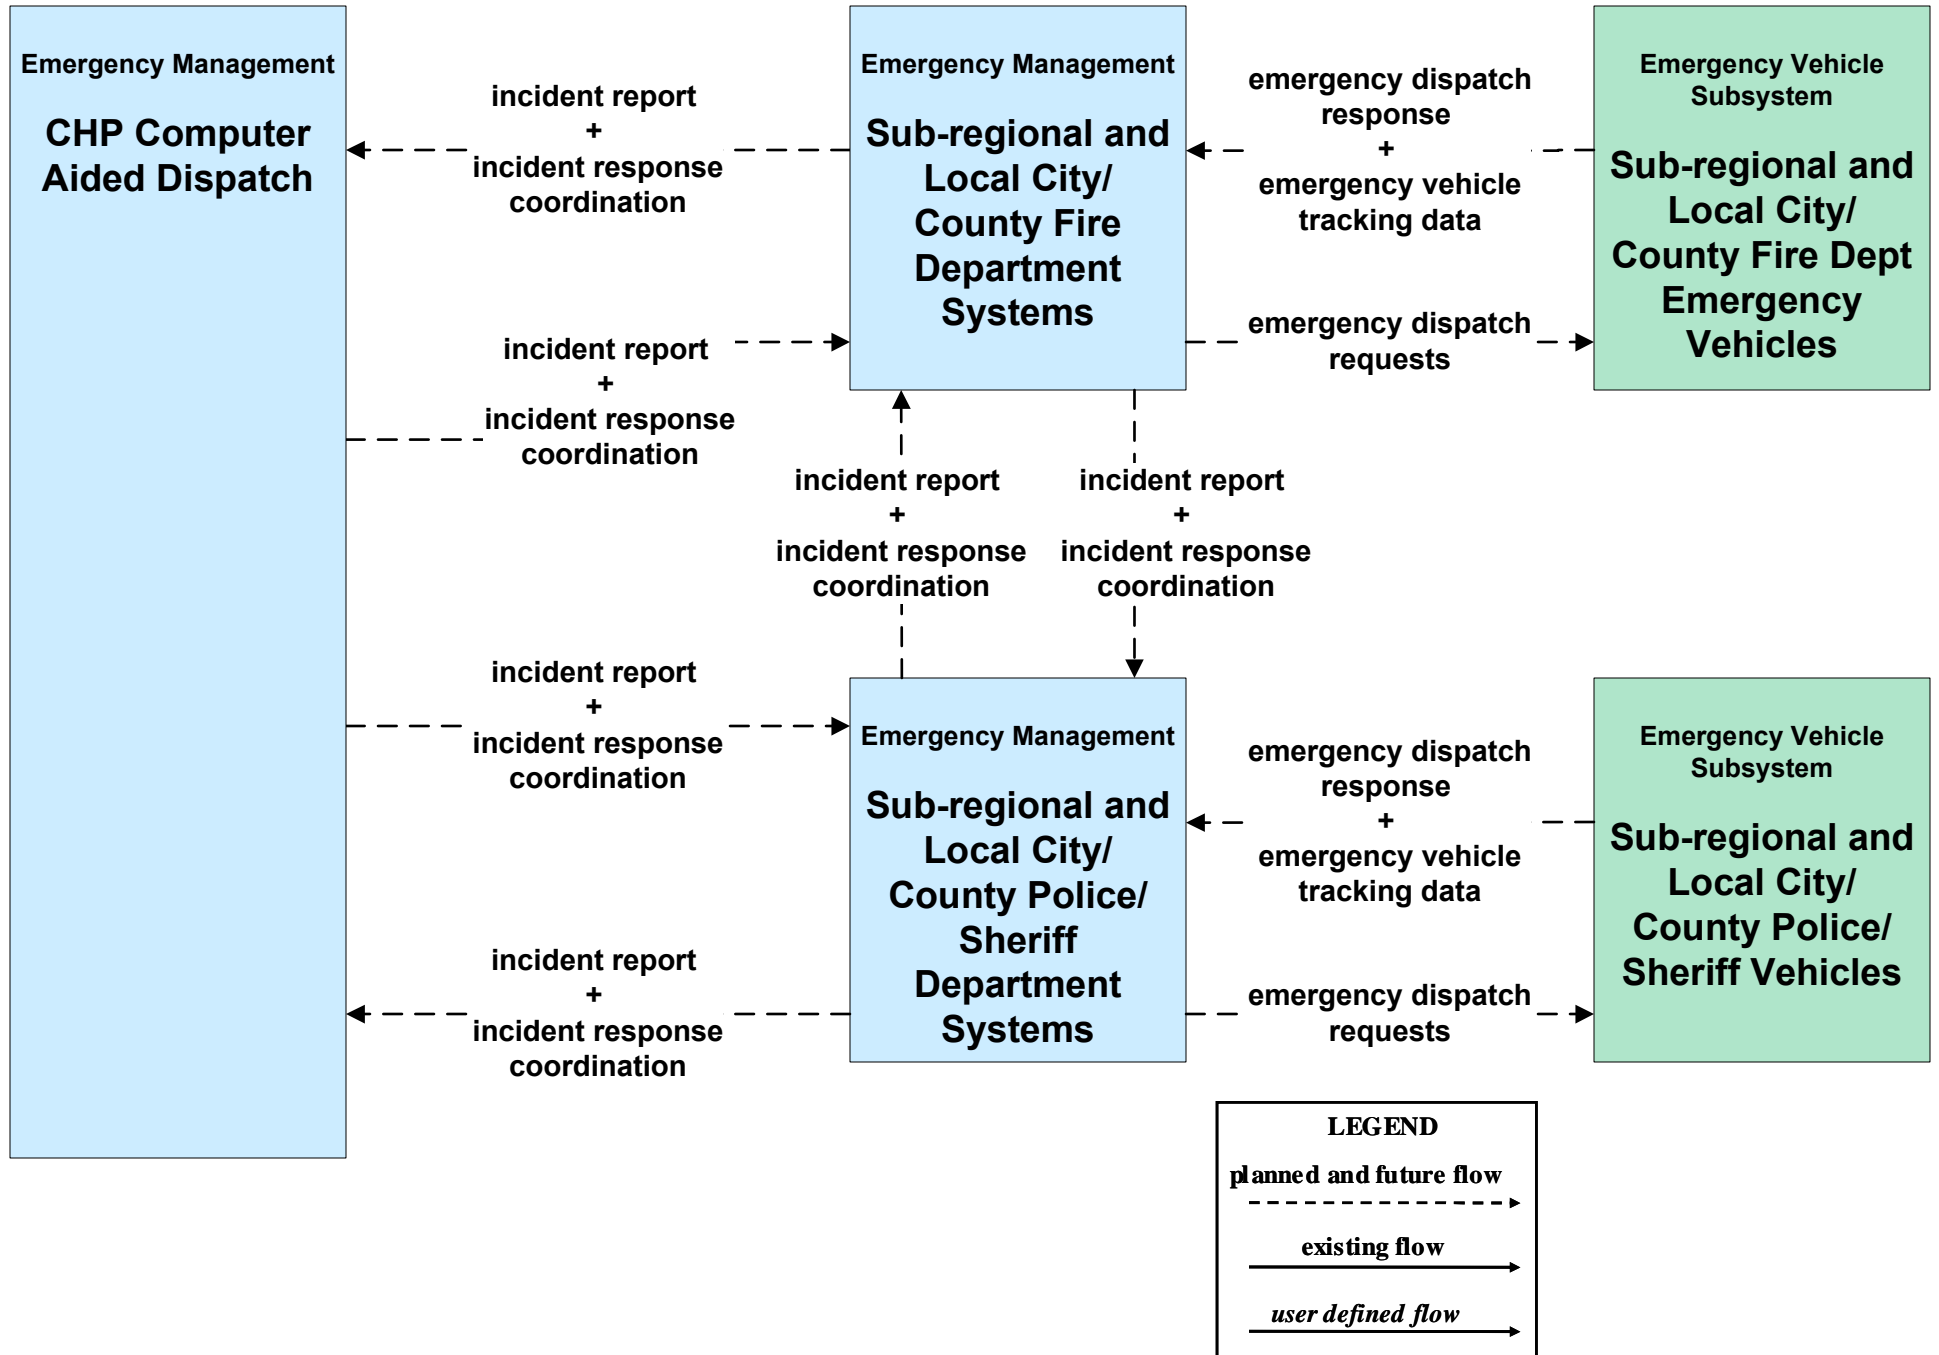 Emergency Management
CHP Computer
Aided Dispatch
incident report
+
incident response
coordination
Emergency Management
Sub-regional and
Local City/
County Fire
Department
Systems
emergency dispatch
response
+
emergency vehicle
tracking data
Emergency Vehicle
Subsystem
Sub-regional and
Local City/
County Fire Dept
Emergency
Vehicles
incident report
+
incident response
coordination
emergency dispatch
requests
incident report
+
incident response
coordination
incident report
+
incident response
coordination
incident report
+
incident response
coordination
Emergency Management
Sub-regional and
Local City/
County Police/
Sheriff
Department
Systems
emergency dispatch
response
+
emergency vehicle
tracking data
Emergency Vehicle
Subsystem
Sub-regional and
Local City/
County Police/
Sheriff Vehicles
incident report
+
incident response
coordination
emergency dispatch
requests
LEGEND
planned and future flow
existing flow
user defined flow